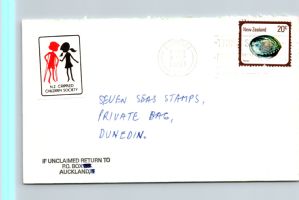 New Zealand
20c
N.Z. CRIPPLED
CHILDREN SOCIETY
SEVEN SEAS STAMPS,
PRIVATE BAG,
DUNEDIN.
IF UNCLAIMED RETURN TO
P.O. BOX
AUCKLAND,